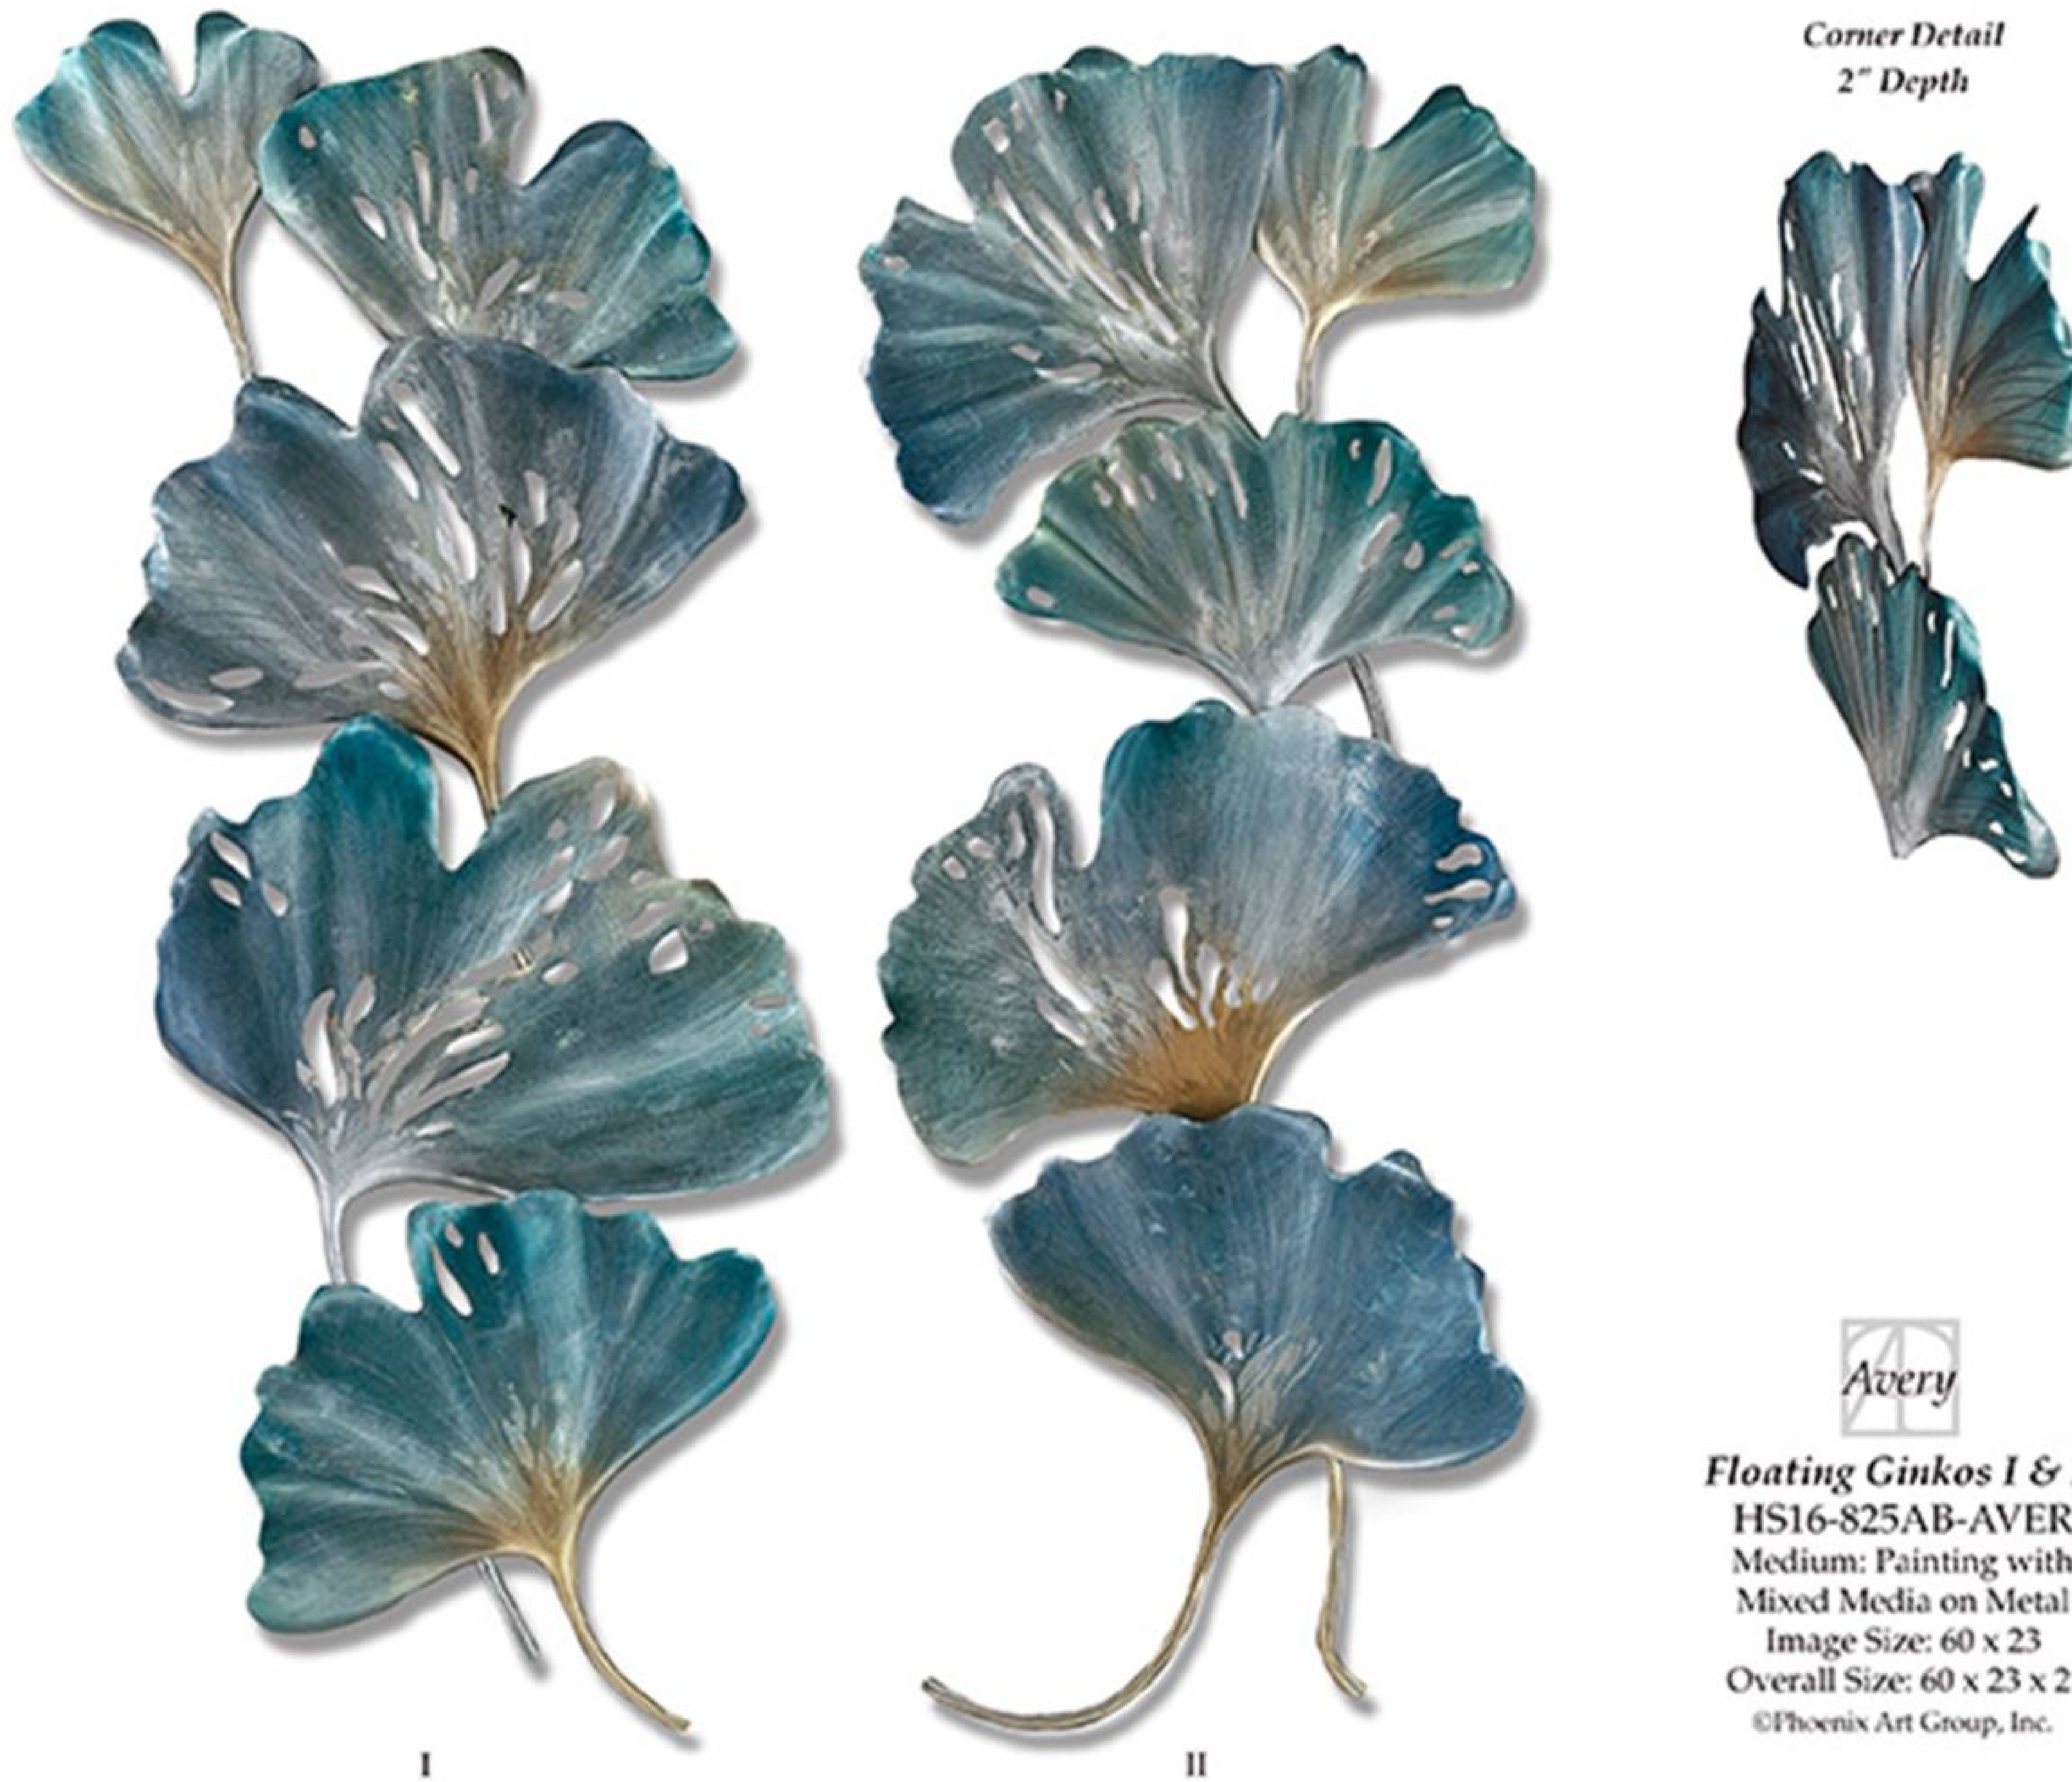 Corner Detail
2″ Depth
Avery
Floating Ginkos I &
HS16-825AB-AVER
Medium: Painting with
Mixed Media on Metal
Image Size: 60 x 23
Overall Size: 60 x 23 x 2
©Phoenix Art Group, Inc.
I
II